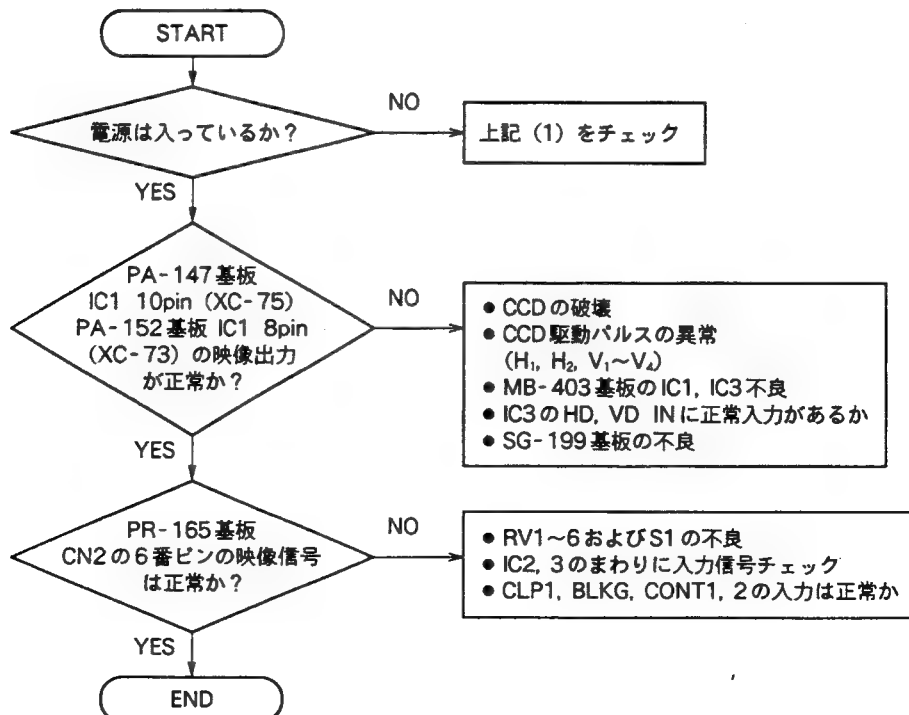 START
電源は入っているか？
NO
上記（1）をチェック
YES
PA-147基板
IC1 10pin（XC-75）
PA-152基板 IC1 8pin
（XC-73）の映像出力
が正常か？
NO
● CCDの破壊
● CCD駆動パルスの異常
（H₁, H₂, V₁～V₄）
● MB-403基板のIC1, IC3不良
● IC3のHD, VD INに正常入力があるか
● SG-199基板の不良
YES
PR-165基板
CN2の6番ピンの映像信号
は正常か？
NO
● RV1～6およびS1の不良
● IC2, 3のまわりに入力信号チェック
● CLP1, BLKG, CONT1, 2の入力は正常か
YES
END